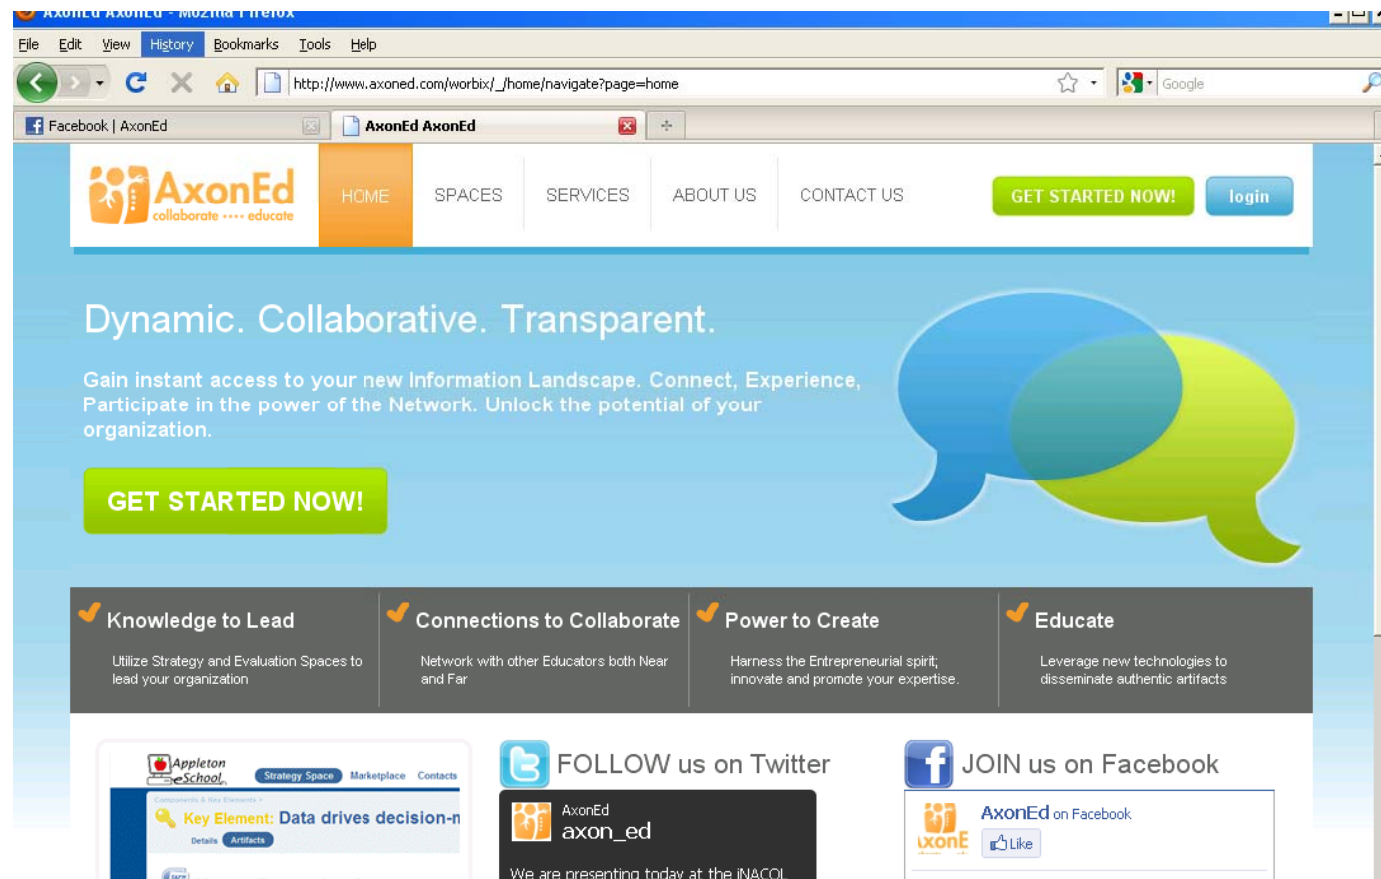 AxonEd AxonEd - Mozilla Firefox
File Edit View History Bookmarks Tools Help
http://www.axoned.com/worbix/_/home/navigate?page=home
Google
Facebook | AxonEd
AxonEd AxonEd
AxonEd
collaborate •••• educate
HOME
SPACES
SERVICES
ABOUT US
CONTACT US
GET STARTED NOW!
login
Dynamic. Collaborative. Transparent.
Gain instant access to your new Information Landscape. Connect, Experience,
Participate in the power of the Network. Unlock the potential of your
organization.
GET STARTED NOW!
Knowledge to Lead
Utilize Strategy and Evaluation Spaces to
lead your organization
Connections to Collaborate
Network with other Educators both Near
and Far
Power to Create
Harness the Entrepreneurial spirit;
innovate and promote your expertise.
Educate
Leverage new technologies to
disseminate authentic artifacts
Appleton
eSchool
Strategy Space Marketplace Contacts
Components & Key Elements >
Key Element: Data drives decision-
Details Artifacts
FOLLOW us on Twitter
AxonEd
axon_ed
We are presenting today at the iNACOL
JOIN us on Facebook
AxonEd on Facebook
Like